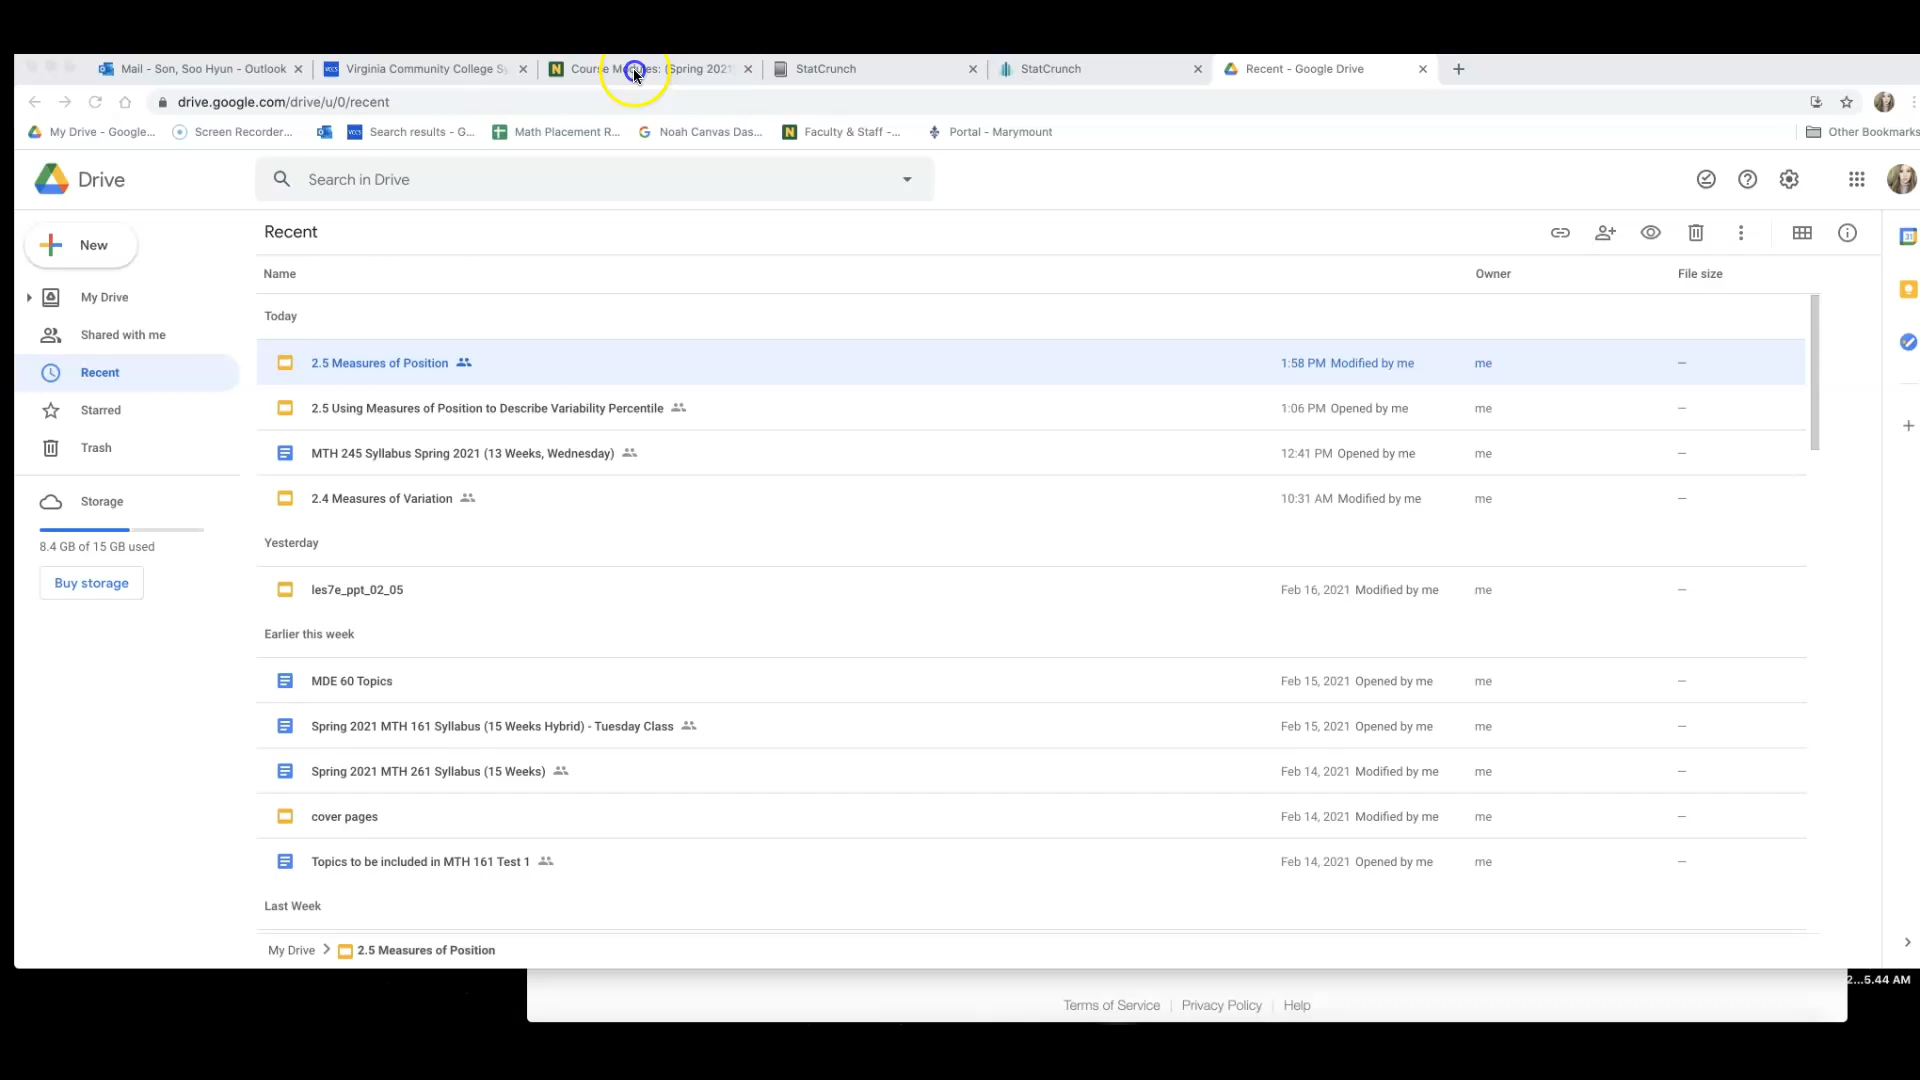 Mail - Son, Soo Hyun - Outlook
Virginia Community College Sy
Course M es: (Spring 2021
StatCrunch
StatCrunch
Recent - Google Drive
drive.google.com/drive/u/0/recent
My Drive - Google...
Screen Recorder...
Search results - G...
Math Placement R...
Noah Canvas Das...
Faculty & Staff -...
Portal - Marymount
Other Bookmarks
Drive
Search in Drive
New
My Drive
Shared with me
Recent
Starred
Trash
Storage
8.4 GB of 15 GB used
Buy storage
Recent
Name Owner File size
Today
2.5 Measures of Position 1:58 PM Modified by me me –
2.5 Using Measures of Position to Describe Variability Percentile 1:06 PM Opened by me me –
MTH 245 Syllabus Spring 2021 (13 Weeks, Wednesday) 12:41 PM Opened by me me –
2.4 Measures of Variation 10:31 AM Modified by me me –
Yesterday
les7e_ppt_02_05 Feb 16, 2021 Modified by me me –
Earlier this week
MDE 60 Topics Feb 15, 2021 Opened by me me –
Spring 2021 MTH 161 Syllabus (15 Weeks Hybrid) - Tuesday Class Feb 15, 2021 Opened by me me –
Spring 2021 MTH 261 Syllabus (15 Weeks) Feb 14, 2021 Modified by me me –
cover pages Feb 14, 2021 Modified by me me –
Topics to be included in MTH 161 Test 1 Feb 14, 2021 Opened by me me –
Last Week
My Drive > 2.5 Measures of Position
2...5.44 AM
Terms of Service | Privacy Policy | Help